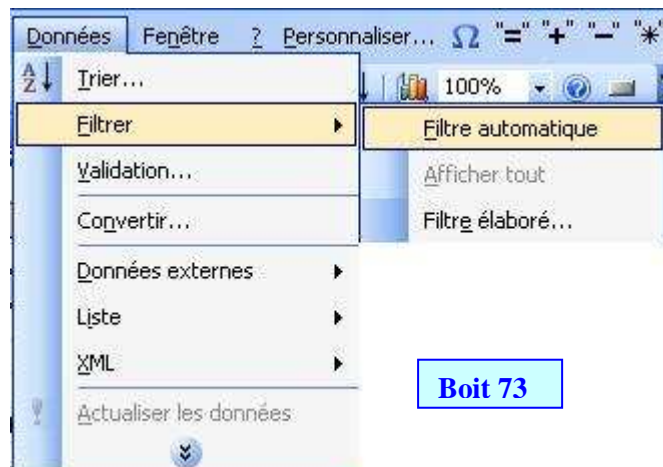 Données Fenêtre ? Personnaliser... Ω "=" "+" "−" "*
A Z Trier... 100%
Filtrer Filtre automatique
Validation... Afficher tout
Convertir... Filtre élaboré...
Données externes
Liste
XML
Boit 73
Actualiser les données